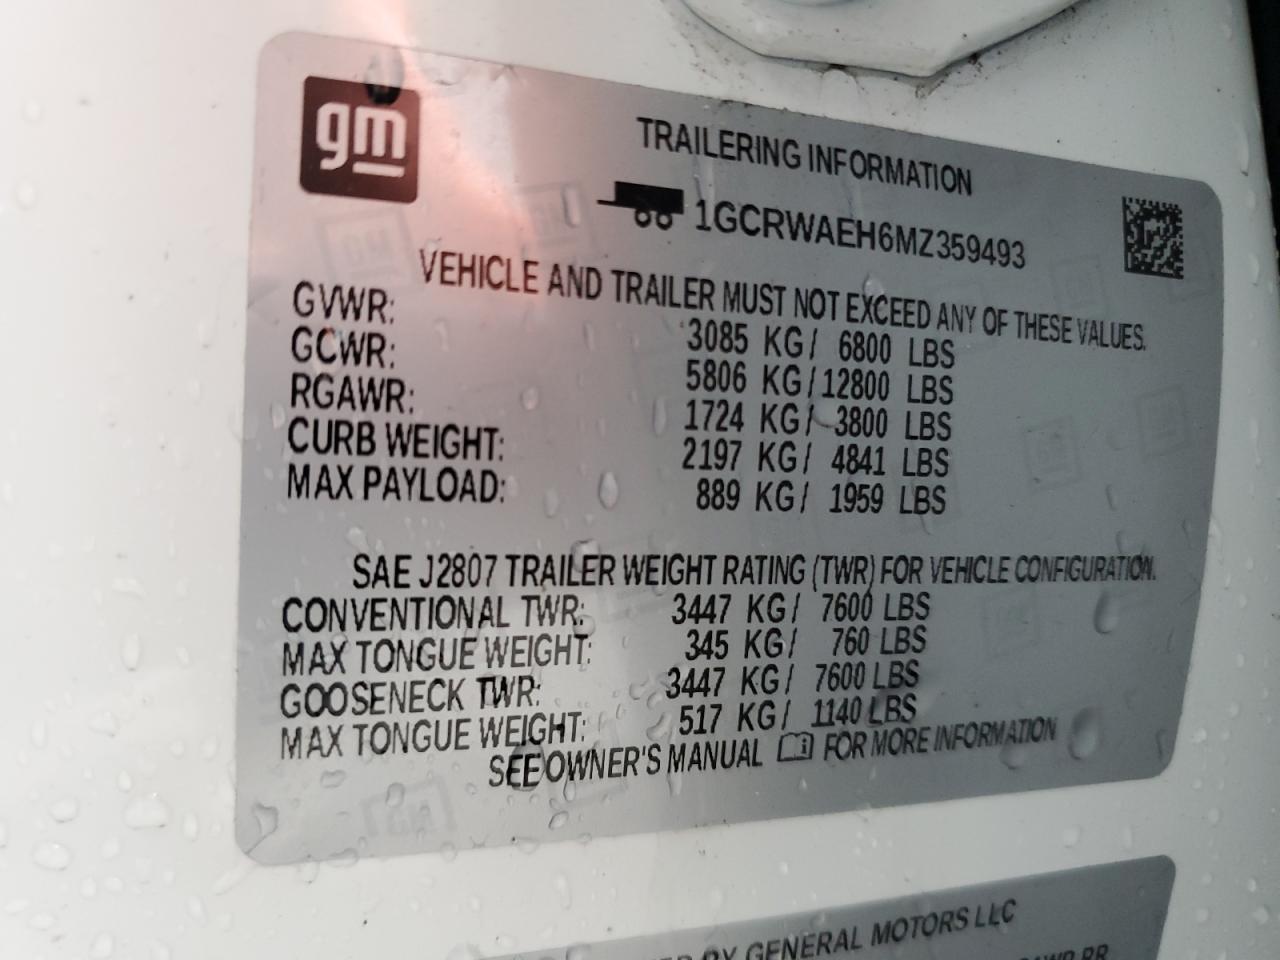 gm
TRAILERING INFORMATION
1GCRWAEH6MZ359493
VEHICLE AND TRAILER MUST NOT EXCEED ANY OF THESE VALUES.
GVWR: 3085 KG/ 6800 LBS
GCWR: 5806 KG/12800 LBS
RGAWR: 1724 KG/ 3800 LBS
CURB WEIGHT: 2197 KG/ 4841 LBS
MAX PAYLOAD: 889 KG/ 1959 LBS
SAE J2807 TRAILER WEIGHT RATING (TWR) FOR VEHICLE CONFIGURATION.
CONVENTIONAL TWR: 3447 KG/ 7600 LBS
MAX TONGUE WEIGHT: 345 KG/ 760 LBS
GOOSENECK TWR: 3447 KG/ 7600 LBS
MAX TONGUE WEIGHT: 517 KG/ 1140 LBS
SEE OWNER'S MANUAL FOR MORE INFORMATION
BY GENERAL MOTORS LLC
RR